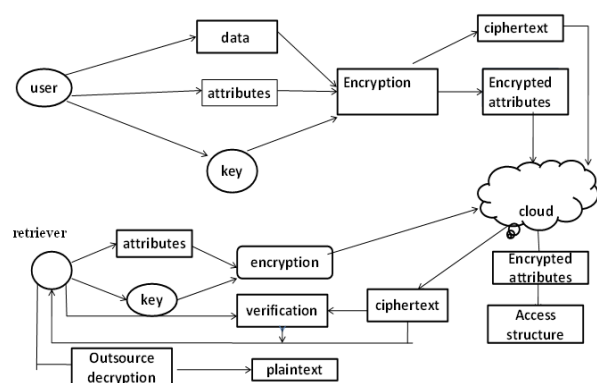 data
ciphertext
user
attributes
Encryption
Encrypted
attributes
key
cloud
retriever
attributes
encryption
Encrypted
attributes
key
verification
ciphertext
Access
structure
Outsource
decryption
plaintext